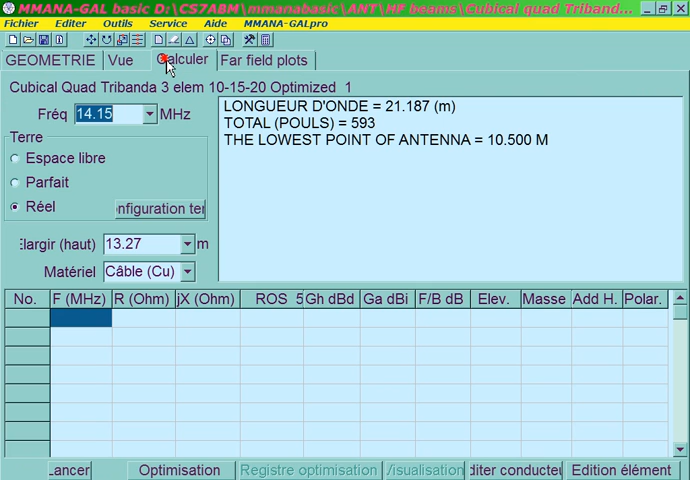 MMANA-GAL basic D:\CS7ABM\mmanabasic\ANT\HF beams\Cubical quad Triband...
Fichier Editer Outils Service Aide MMANA-GALpro
GEOMETRIE Vue Calculer Far field plots
Cubical Quad Tribanda 3 elem 10-15-20 Optimized 1
Fréq 14.15 MHz
Terre
Espace libre
Parfait
Réel nfiguration ter
Elargir (haut) 13.27 m
Matériel Câble (Cu)
LONGUEUR D'ONDE = 21.187 (m)
TOTAL (POULS) = 593
THE LOWEST POINT OF ANTENNA = 10.500 M
No. F (MHz) R (Ohm) jX (Ohm) ROS 5 Gh dBd Ga dBi F/B dB Elev. Masse Add H. Polar.
Lancer Optimisation Registre optimisation /isualisation diter conducteu Edition élément